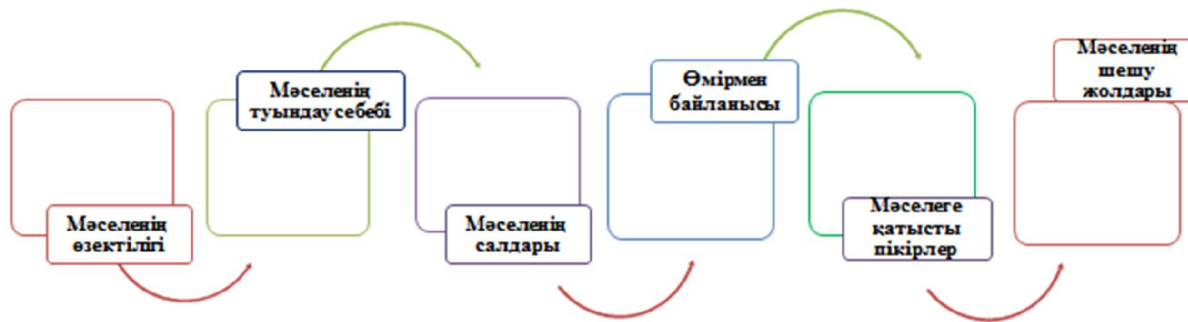 Мәселенің
өзектілігі
Мәселенің
туындау себебі
Мәселенің
салдары
Өмірмен
байланысы
Мәселеге
қатысты
пікірлер
Мәселенің
шешу
жолдары